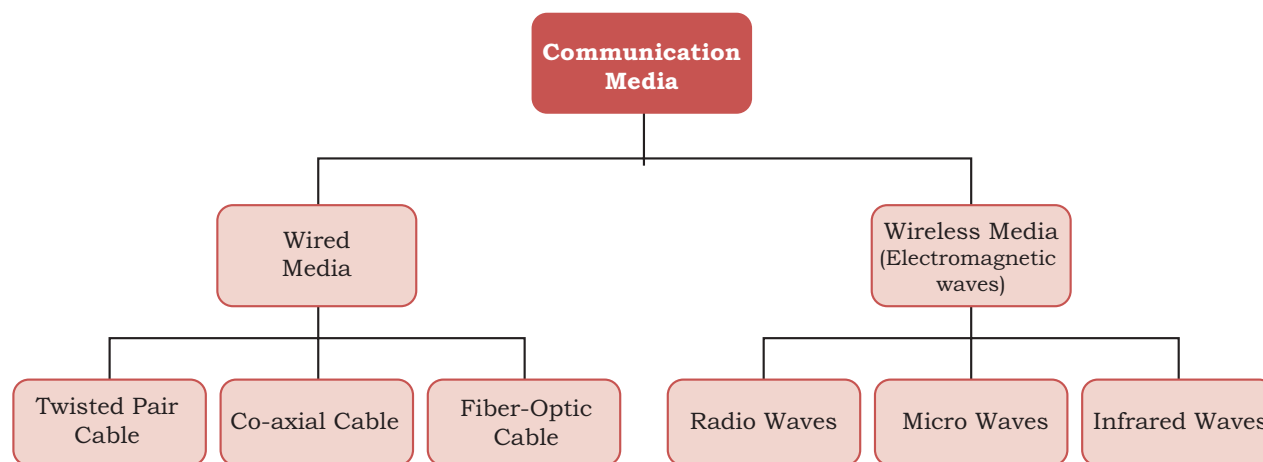 Communication
Media
Wired
Media
Wireless Media
(Electromagnetic
waves)
Twisted Pair
Cable
Co-axial Cable
Fiber-Optic
Cable
Radio Waves
Micro Waves
Infrared Waves